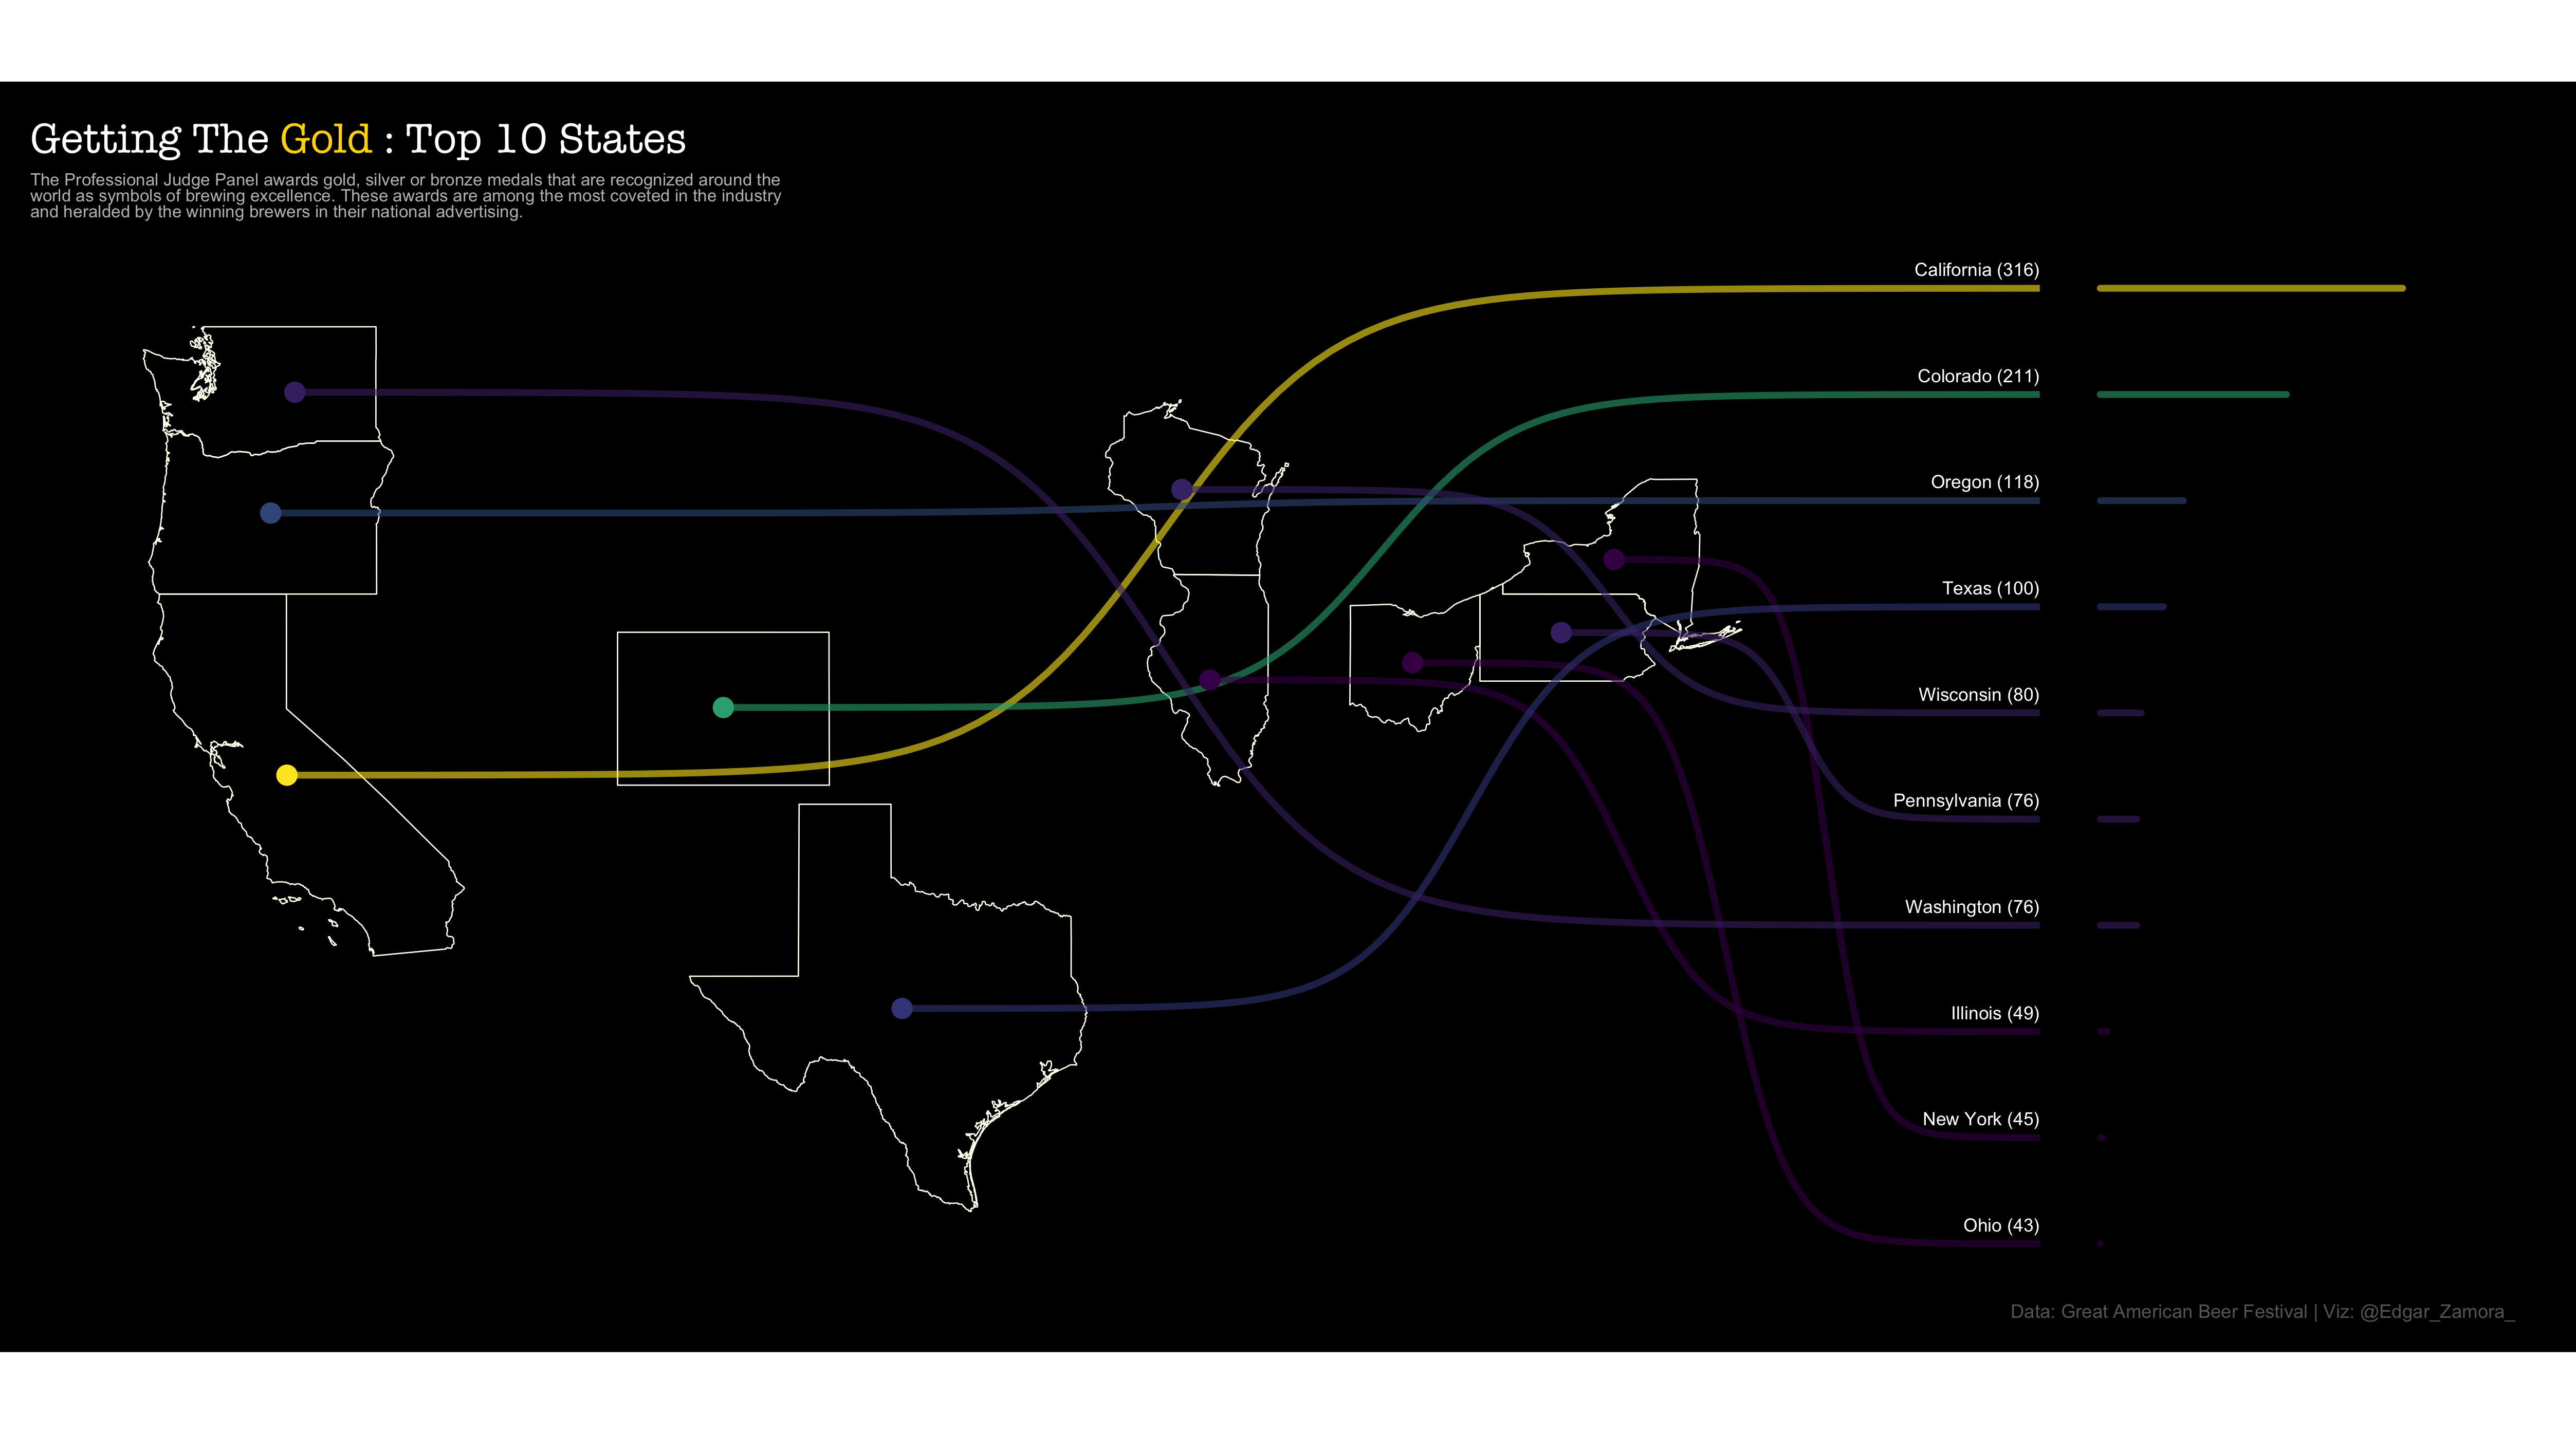 Getting The Gold : Top 10 States
The Professional Judge Panel awards gold, silver or bronze medals that are recognized around the
world as symbols of brewing excellence. These awards are among the most coveted in the industry
and heralded by the winning brewers in their national advertising.
California (316)
Colorado (211)
Oregon (118)
Texas (100)
Wisconsin (80)
Pennsylvania (76)
Washington (76)
Illinois (49)
New York (45)
Ohio (43)
Data: Great American Beer Festival | Viz: @Edgar_Zamora_